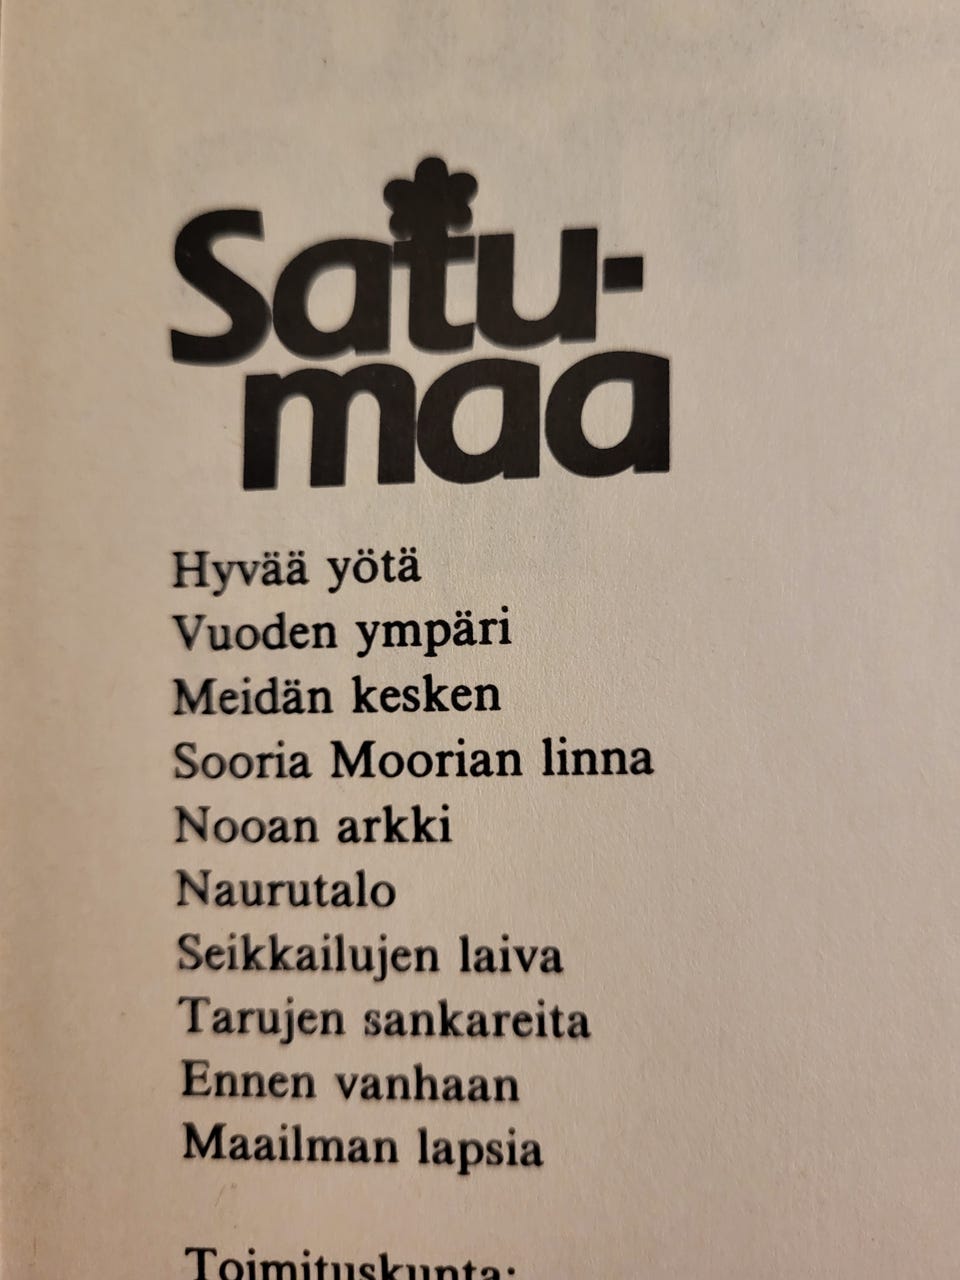 Satu-
maa
Hyvää yötä
Vuoden ympäri
Meidän kesken
Sooria Moorian linna
Nooan arkki
Naurutalo
Seikkailujen laiva
Tarujen sankareita
Ennen vanhaan
Maailman lapsia
Toimituskunta: